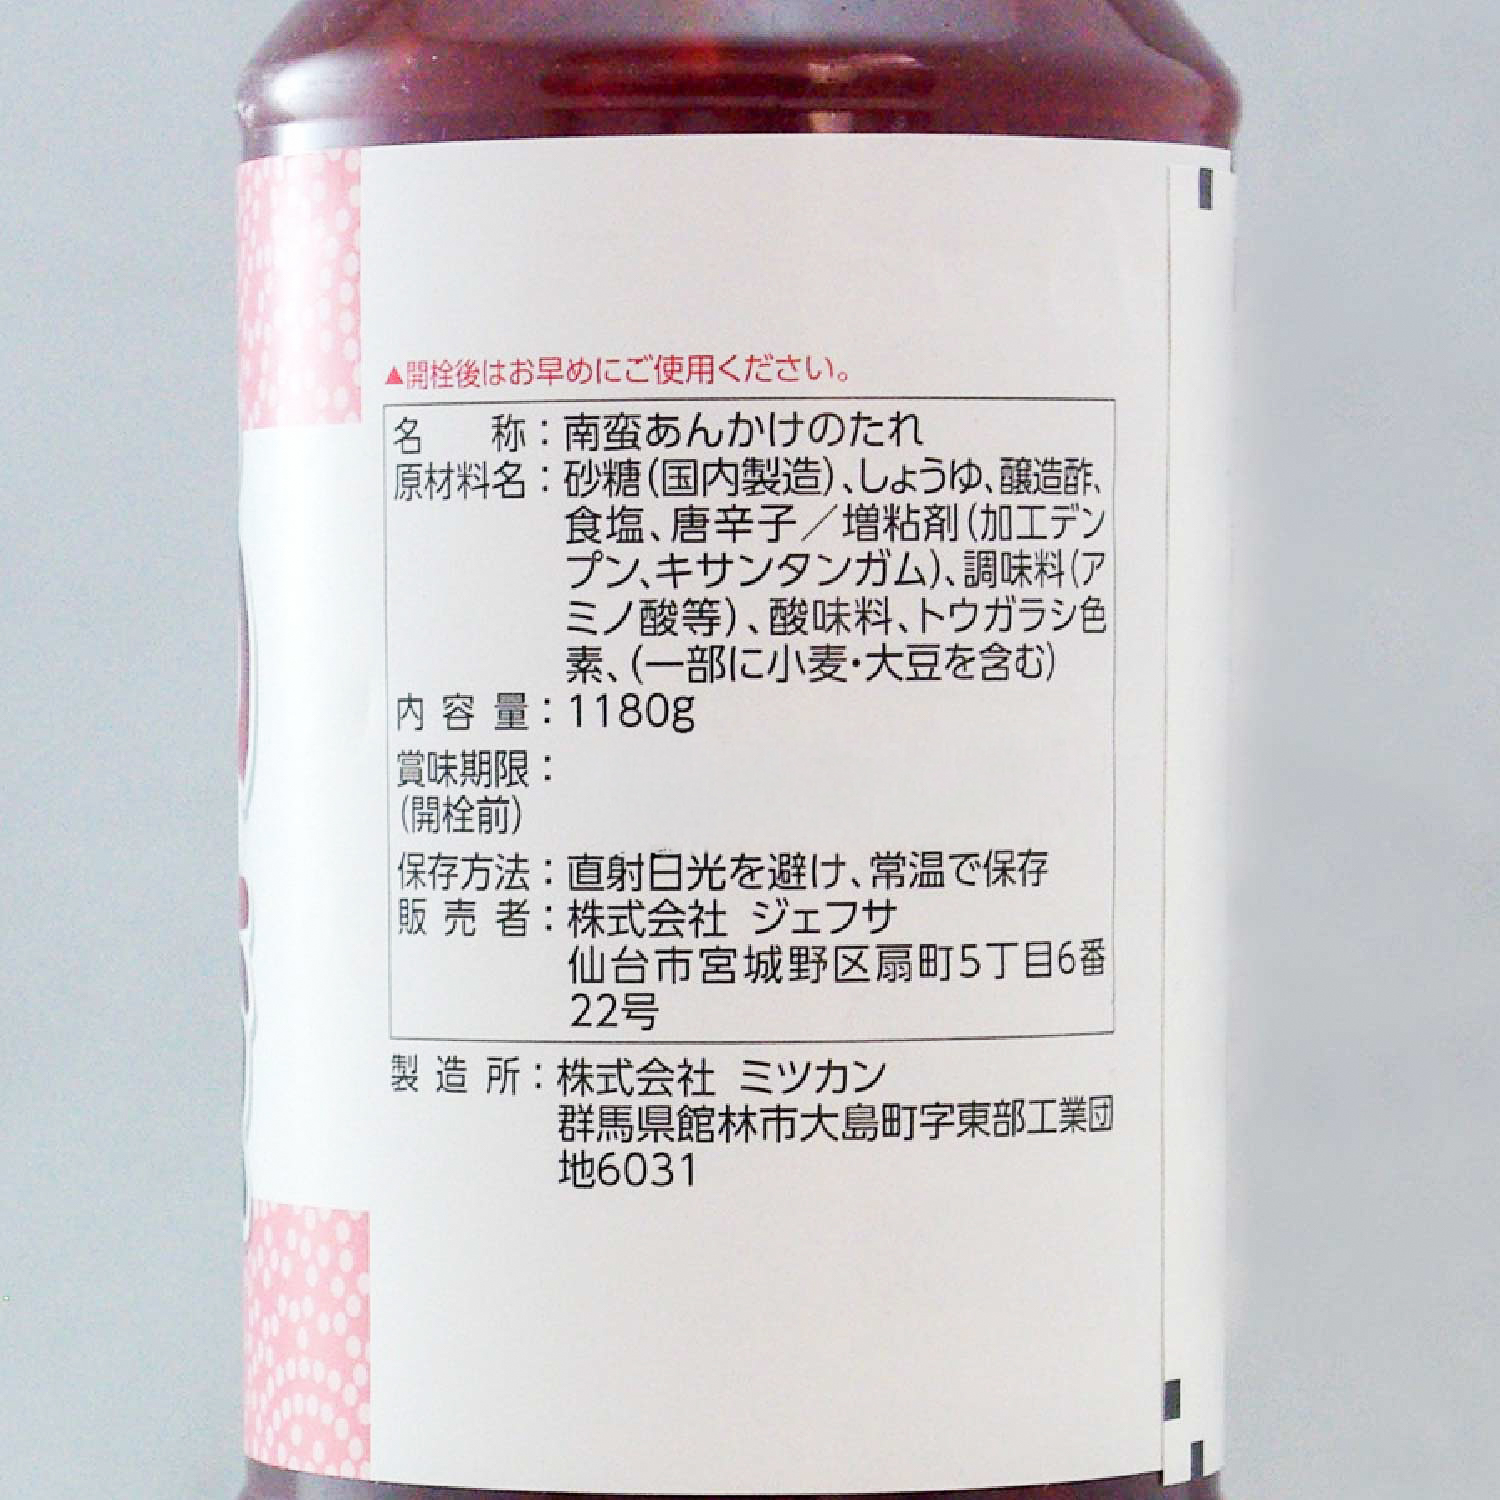 ▲開栓後はお早めにご使用ください。
名　称：南蛮あんかけのたれ
原材料名：砂糖（国内製造）、しょうゆ、醸造酢、
食塩、唐辛子／増粘剤（加工デン
プン、キサンタンガム）、調味料（ア
ミノ酸等）、酸味料、トウガラシ色
素、（一部に小麦・大豆を含む）
内容量：1180g
賞味期限：
（開栓前）
保存方法：直射日光を避け、常温で保存
販売者：株式会社 ジェフサ
仙台市宮城野区扇町5丁目6番
22号
製造所：株式会社 ミツカン
群馬県館林市大島町字東部工業団
地6031